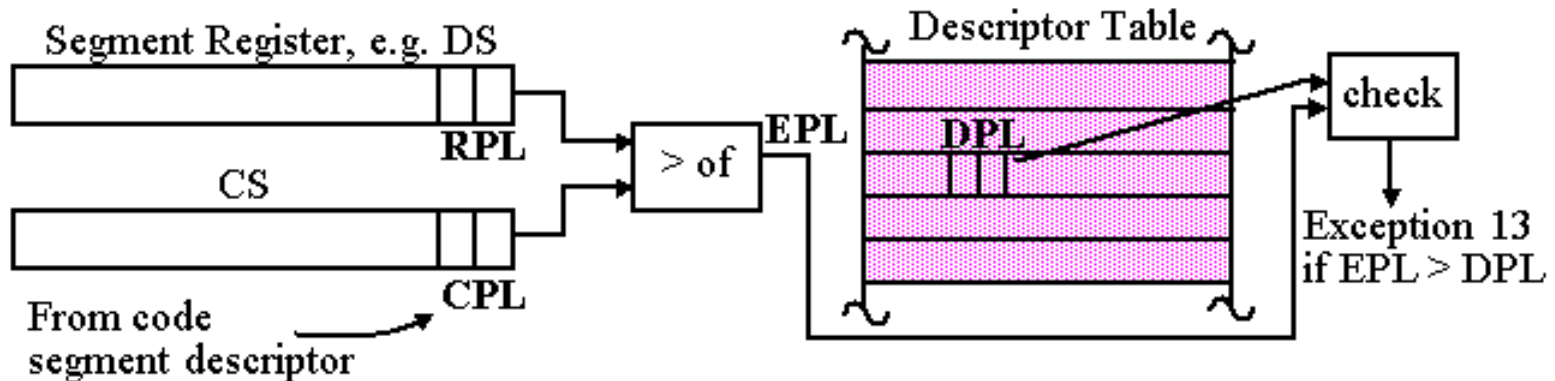 Segment Register, e.g. DS
RPL
CS
CPL
From code
segment descriptor
> of
EPL
Descriptor Table
DPL
check
Exception 13
if EPL > DPL